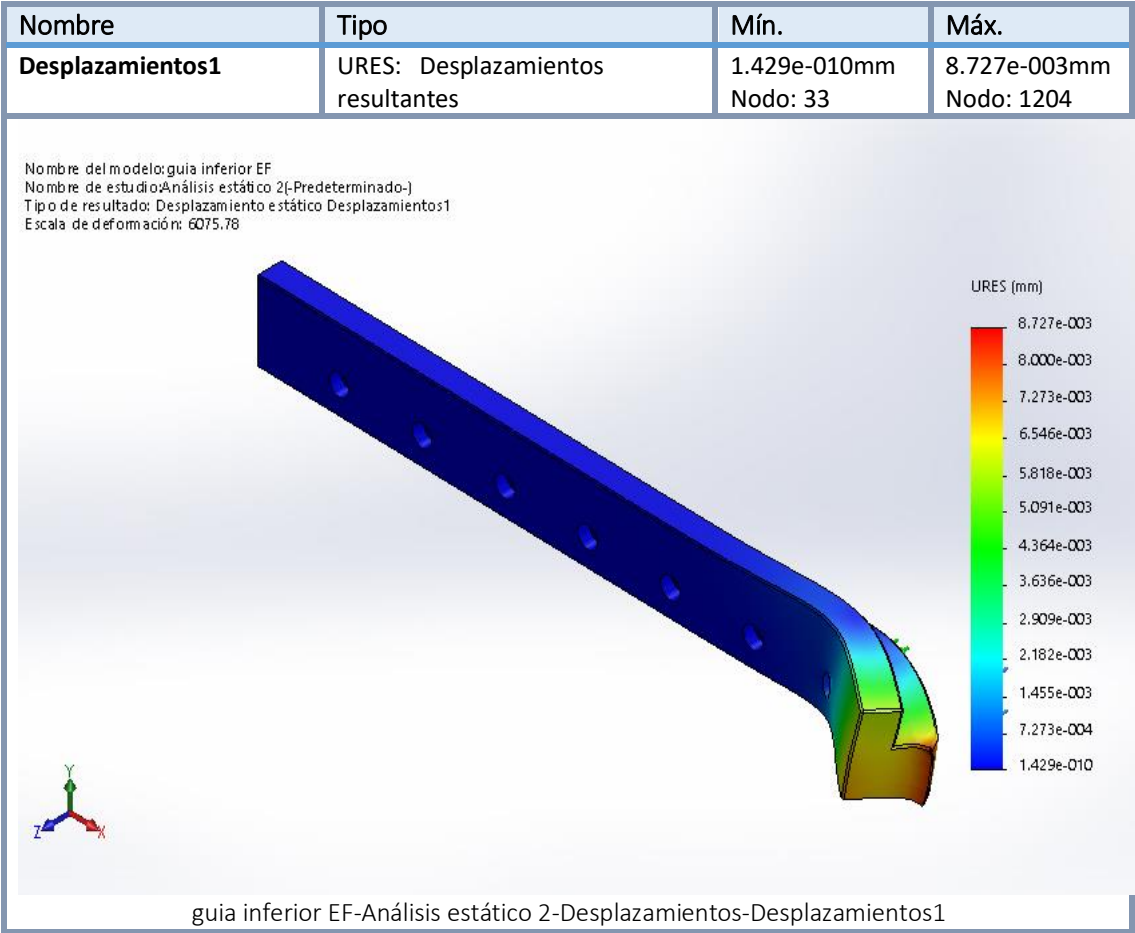 Nombre Tipo Mín. Máx.
Desplazamientos1 URES: Desplazamientos 1.429e-010mm 8.727e-003mm
resultantes Nodo: 33 Nodo: 1204
Nombre del modelo: guia inferior EF
Nombre de estudio: Análisis estático 2(-Predeterminado-)
Tipo de resultado: Desplazamiento estático Desplazamientos1
Escala de deformación: 6075.78
URES (mm)
8.727e-003
8.000e-003
7.273e-003
6.546e-003
5.818e-003
5.091e-003
4.364e-003
3.636e-003
2.909e-003
2.182e-003
1.455e-003
7.273e-004
1.429e-010
Y
Z X
guia inferior EF-Análisis estático 2-Desplazamientos-Desplazamientos1